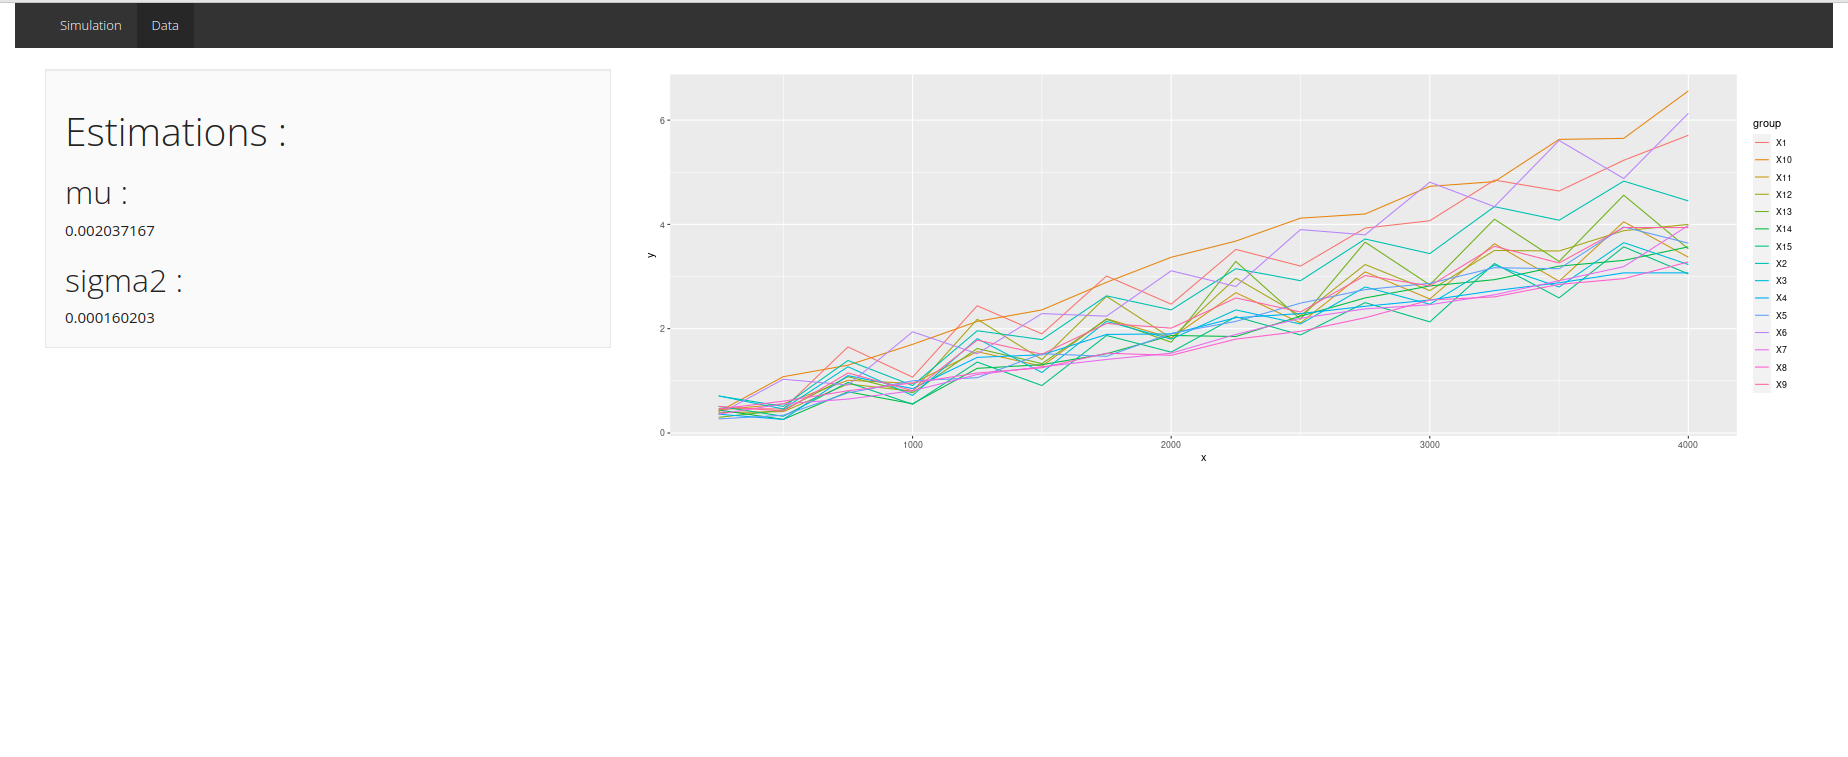 Simulation Data
Estimations :
mu :
0.002037167
sigma2 :
0.000160203
y
6
4
2
0
1000 2000 3000 4000
x
group
X1
X10
X11
X12
X13
X14
X15
X2
X3
X4
X5
X6
X7
X8
X9